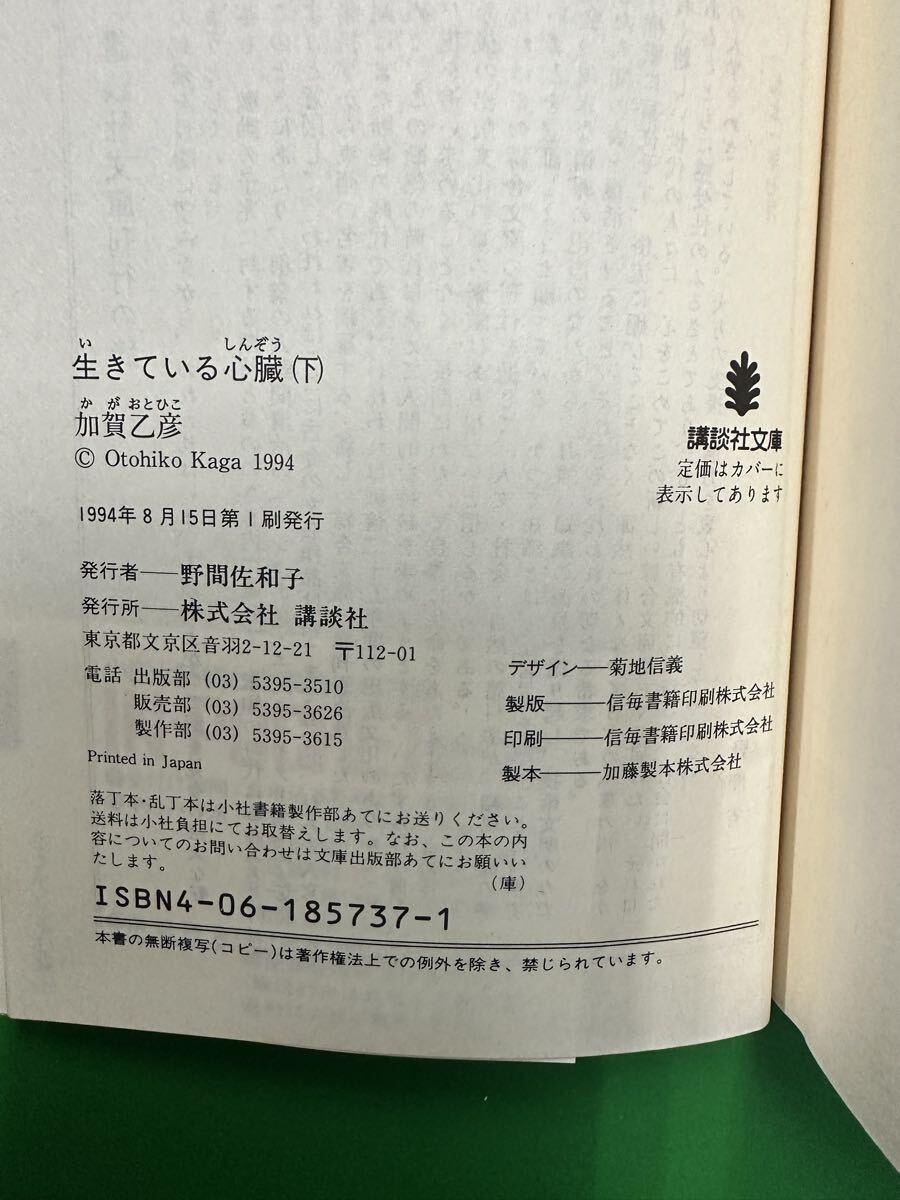 い しんぞう
生きている心臓(下)
か が おとひこ
加賀乙彦
© Otohiko Kaga 1994
1994年8月15日第1刷発行
発行者——野間佐和子
発行所——株式会社 講談社
東京都文京区音羽2-12-21 〒112-01
電話 出版部 (03) 5395-3510
販売部 (03) 5395-3626
製作部 (03) 5395-3615
Printed in Japan
講談社文庫
定価はカバーに
表示してあります
デザイン——菊地信義
製版———信毎書籍印刷株式会社
印刷———信毎書籍印刷株式会社
製本———加藤製本株式会社
落丁本・乱丁本は小社書籍製作部あてにお送りください。
送料は小社負担にてお取替えします。なお、この本の内
容についてのお問い合わせは文庫出版部あてにお願いい
たします。
(庫)
ISBN4-06-185737-1
本書の無断複写(コピー)は著作権法上での例外を除き、禁じられています。